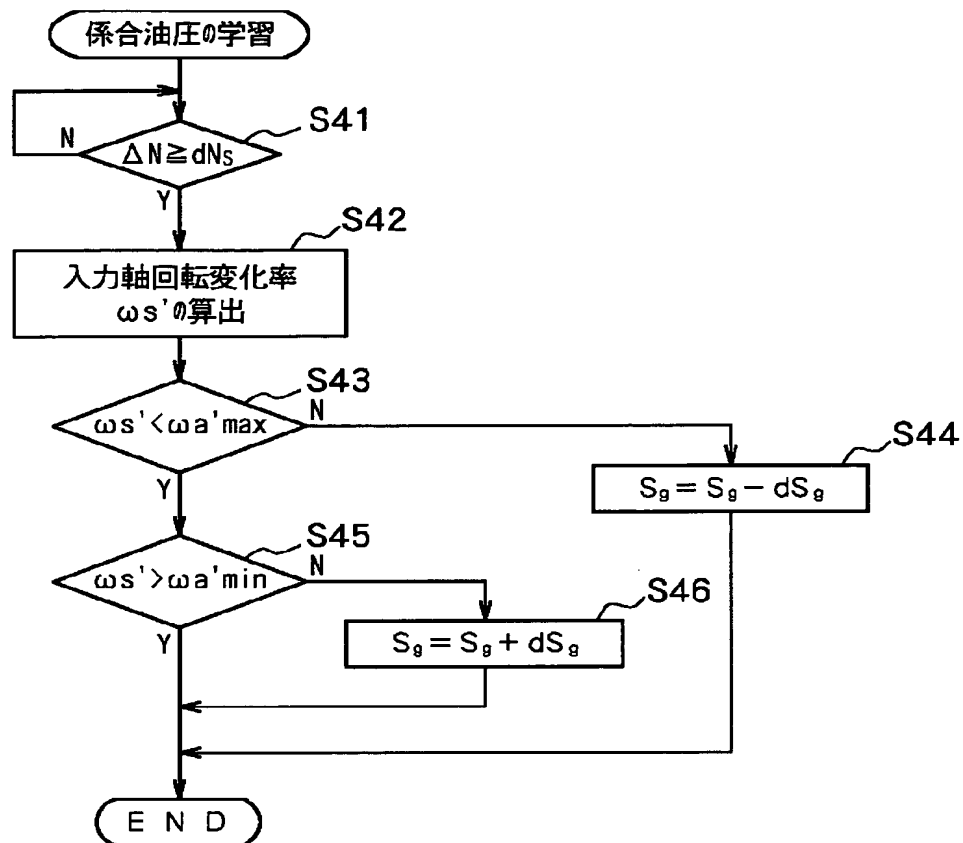 係合油圧の学習
S41
N
ΔN≧dNs
Y
S42
入力軸回転変化率
ωs'の算出
S43
ωs'<ωa'max
N
Y
S44
Sg=Sg-dSg
S45
ωs'>ωa'min
N
Y
S46
Sg=Sg+dSg
END